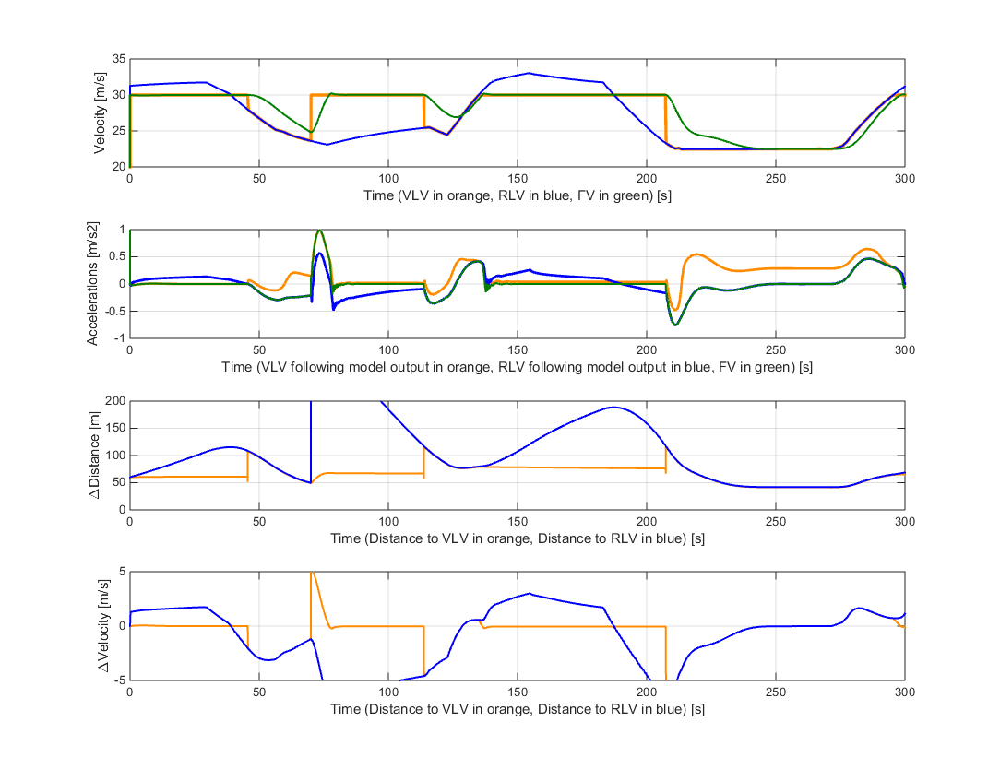 35
30
25
20
Velocity [m/s]
0 50 100 150 200 250 300
Time (VLV in orange, RLV in blue, FV in green) [s]
1
0.5
0
-0.5
-1
Accelerations [m/s2]
0 50 100 150 200 250 300
Time (VLV following model output in orange, RLV following model output in blue, FV in green) [s]
200
150
100
50
0
ΔDistance [m]
0 50 100 150 200 250 300
Time (Distance to VLV in orange, Distance to RLV in blue) [s]
5
0
-5
ΔVelocity [m/s]
0 50 100 150 200 250 300
Time (Distance to VLV in orange, Distance to RLV in blue) [s]